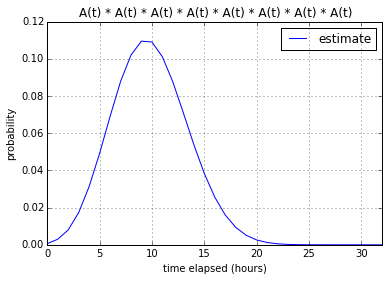 A(t) * A(t) * A(t) * A(t) * A(t) * A(t) * A(t) * A(t)
estimate
probability
0.12
0.10
0.08
0.06
0.04
0.02
0.00
0 5 10 15 20 25 30
time elapsed (hours)